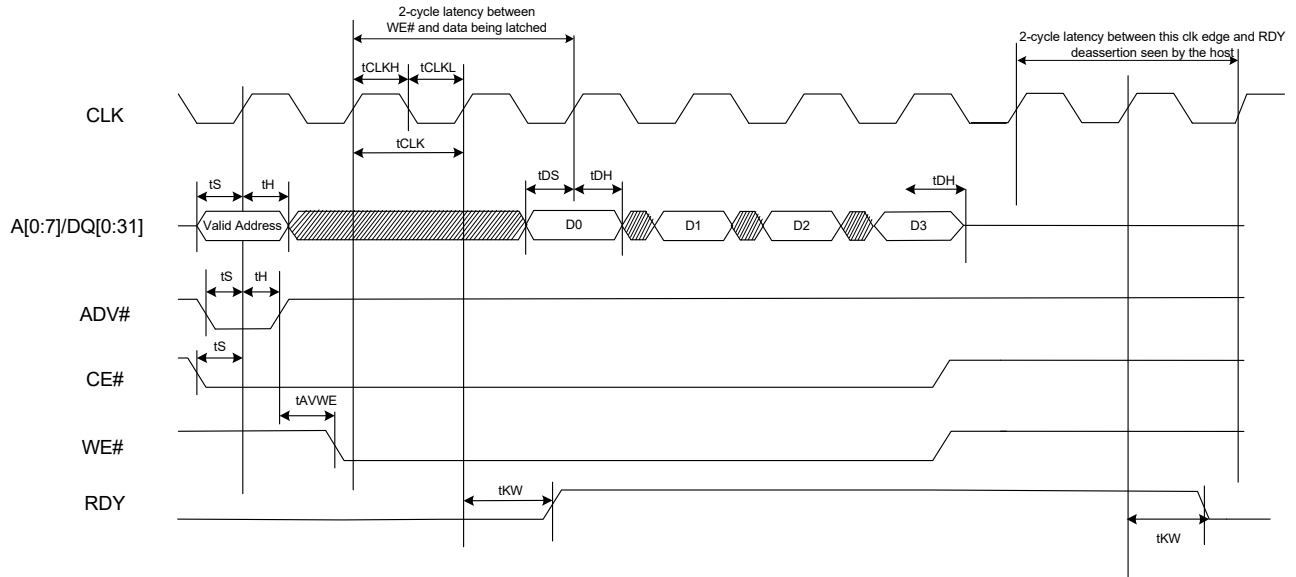 2-cycle latency between
WE# and data being latched
2-cycle latency between this clk edge and RDY
deassertion seen by the host
tCLKH
tCLKL
CLK
tCLK
tS
tH
tDS
tDH
tDH
A[0:7]/DQ[0:31]
Valid Address
D0
D1
D2
D3
tS
tH
ADV#
tS
CE#
tAVWE
WE#
tKW
RDY
tKW